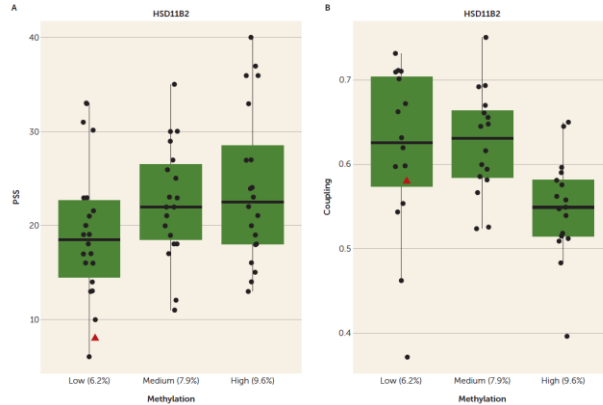 A
HSD11B2
PSS
40
30
20
10
Low (6.2%) Medium (7.9%) High (9.6%)
Methylation
B
HSD11B2
Coupling
0.7
0.6
0.5
0.4
Low (6.2%) Medium (7.9%) High (9.6%)
Methylation